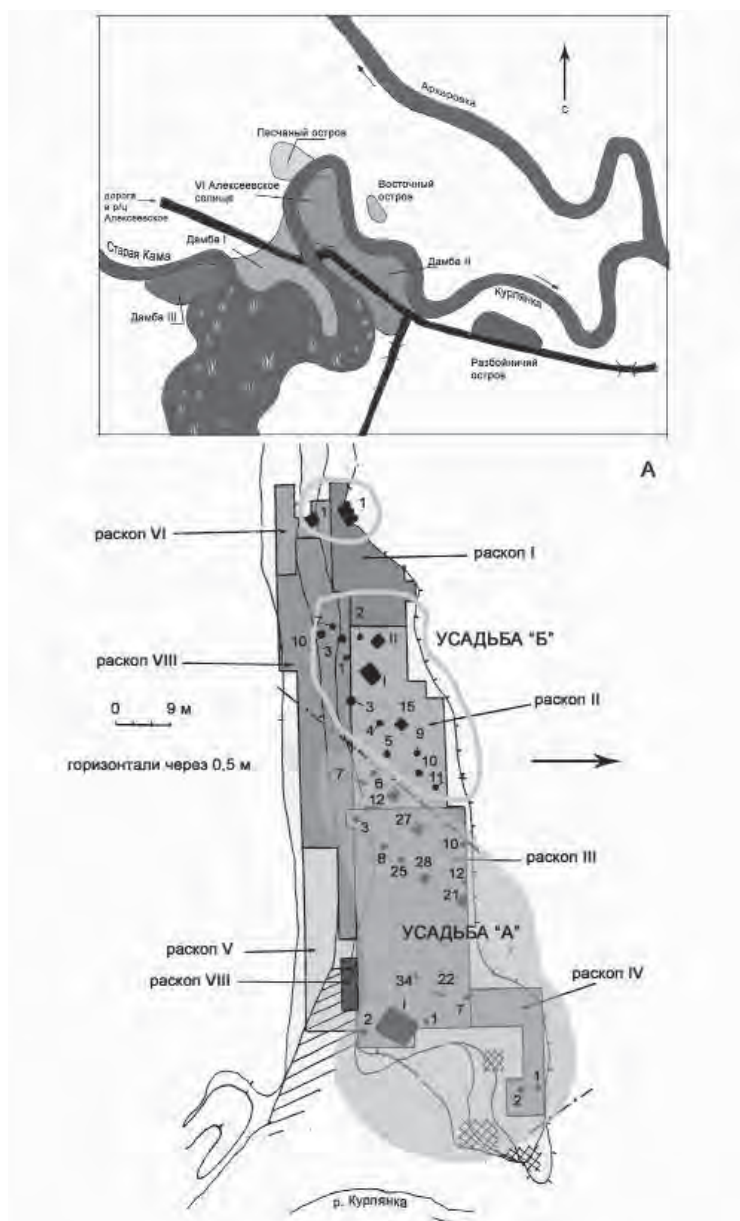 Архаровка
С
Песчаный остров
VI Алексеевское
селище
Восточный
остров
дорога
в р/ц
Алексеевское
Дамба I
Старая Кама
Дамба II
Курлянка
Дамба III
Разбойничий
остров
А
1
1
раскоп VI
раскоп I
2
7
УСАДЬБА "Б"
10
3
II
1
раскоп VIII
I
0 9 м
3
15
раскоп II
4
9
горизонтали через 0,5 м
5
10
7
6
11
12
3
27
10
8
28
раскоп III
25
12
21
УСАДЬБА "А"
раскоп V
раскоп IV
раскоп VIII
34
22
I
7
2
1
1
2
р. Курлянка